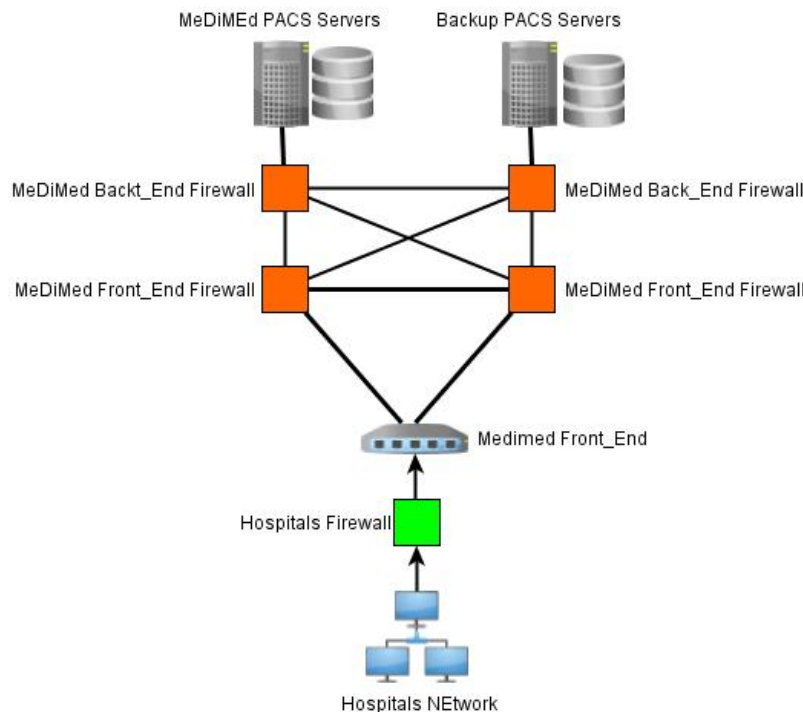 MeDiMEd PACS Servers
Backup PACS Servers
MeDiMed Backt_End Firewall
MeDiMed Back_End Firewall
MeDiMed Front_End Firewall
MeDiMed Front_End Firewall
Medimed Front_End
Hospitals Firewall
Hospitals NEtwork